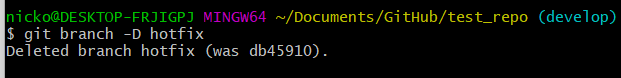 nicko@DESKTOP-FRJIGPJ MINGW64 ~/Documents/GitHub/test_repo (develop)
$ git branch -D hotfix
Deleted branch hotfix (was db45910).